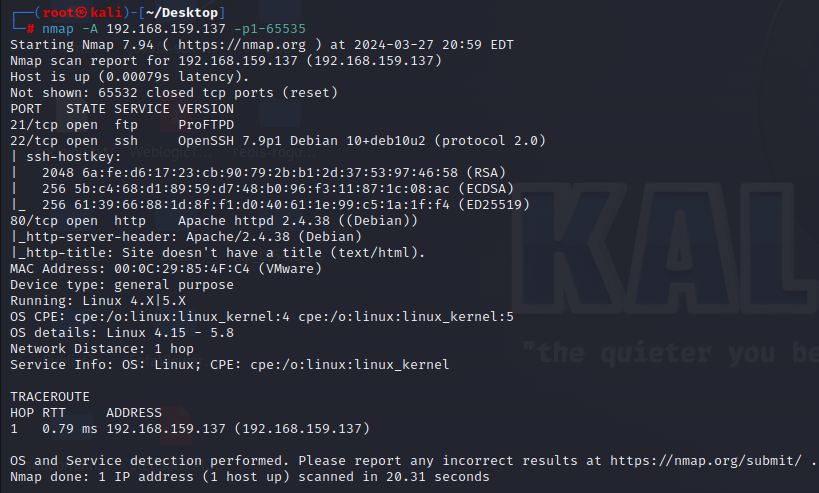 ┌──(root㉿kali)-[~/Desktop]
└─# nmap -A 192.168.159.137 -p1-65535
Starting Nmap 7.94 ( https://nmap.org ) at 2024-03-27 20:59 EDT
Nmap scan report for 192.168.159.137 (192.168.159.137)
Host is up (0.00079s latency).
Not shown: 65532 closed tcp ports (reset)
PORT   STATE SERVICE VERSION
21/tcp open  ftp     ProFTPD
22/tcp open  ssh     OpenSSH 7.9p1 Debian 10+deb10u2 (protocol 2.0)
| ssh-hostkey:
|   2048 6a:fe:d6:17:23:cb:90:79:2b:b1:2d:37:53:97:46:58 (RSA)
|   256 5b:c4:68:d1:89:59:d7:48:b0:96:f3:11:87:1c:08:ac (ECDSA)
|_  256 61:39:66:88:1d:8f:f1:d0:40:61:1e:99:c5:1a:1f:f4 (ED25519)
80/tcp open  http    Apache httpd 2.4.38 ((Debian))
|_http-server-header: Apache/2.4.38 (Debian)
|_http-title: Site doesn't have a title (text/html).
MAC Address: 00:0C:29:85:4F:C4 (VMware)
Device type: general purpose
Running: Linux 4.X|5.X
OS CPE: cpe:/o:linux:linux_kernel:4 cpe:/o:linux:linux_kernel:5
OS details: Linux 4.15 - 5.8
Network Distance: 1 hop
Service Info: OS: Linux; CPE: cpe:/o:linux:linux_kernel
KAL
"the quieter you be
TRACEROUTE
HOP RTT     ADDRESS
1   0.79 ms 192.168.159.137 (192.168.159.137)
OS and Service detection performed. Please report any incorrect results at https://nmap.org/submit/ .
Nmap done: 1 IP address (1 host up) scanned in 20.31 seconds